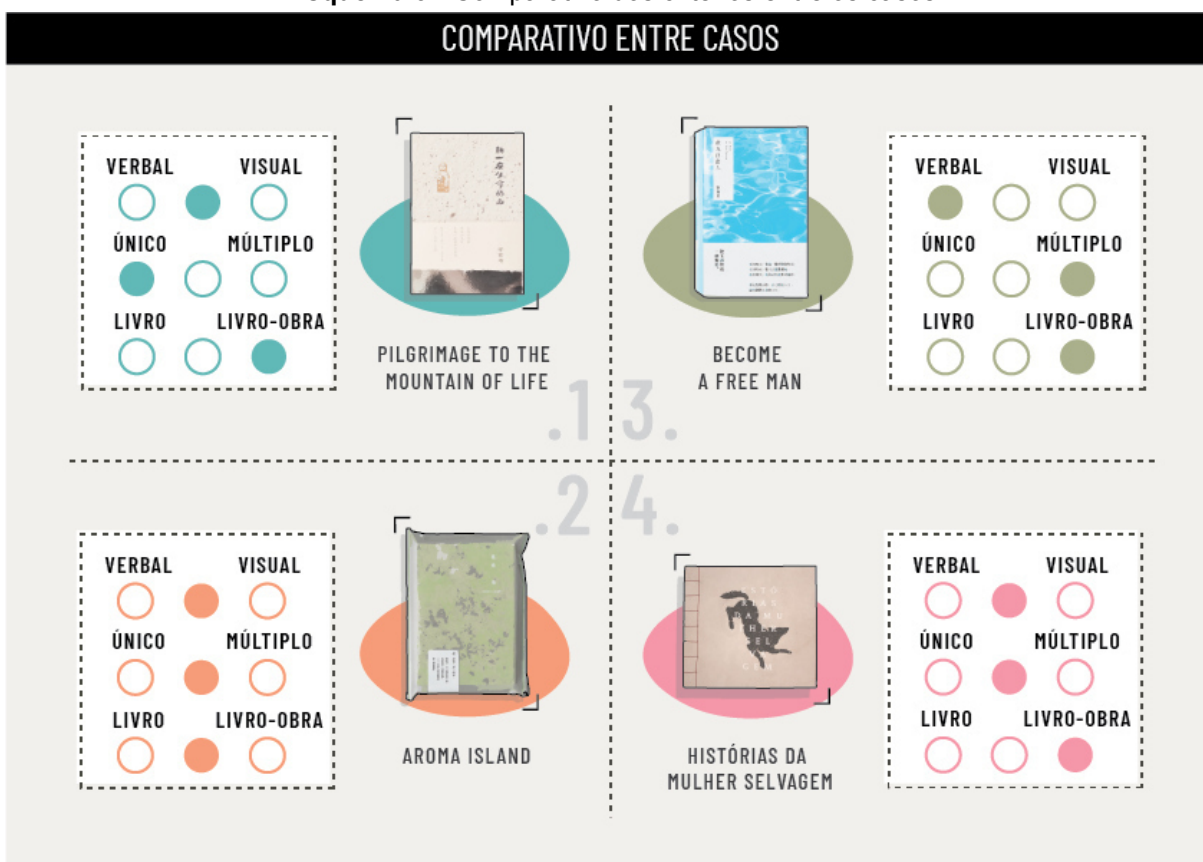 COMPARATIVO ENTRE CASOS
VERBAL VISUAL
ÚNICO MÚLTIPLO
LIVRO LIVRO-OBRA
PILGRIMAGE TO THE
MOUNTAIN OF LIFE
.1
BECOME
A FREE MAN
3.
VERBAL VISUAL
ÚNICO MÚLTIPLO
LIVRO LIVRO-OBRA
VERBAL VISUAL
ÚNICO MÚLTIPLO
LIVRO LIVRO-OBRA
AROMA ISLAND
.2
HISTÓRIAS DA
MULHER SELVAGEM
4.
VERBAL VISUAL
ÚNICO MÚLTIPLO
LIVRO LIVRO-OBRA